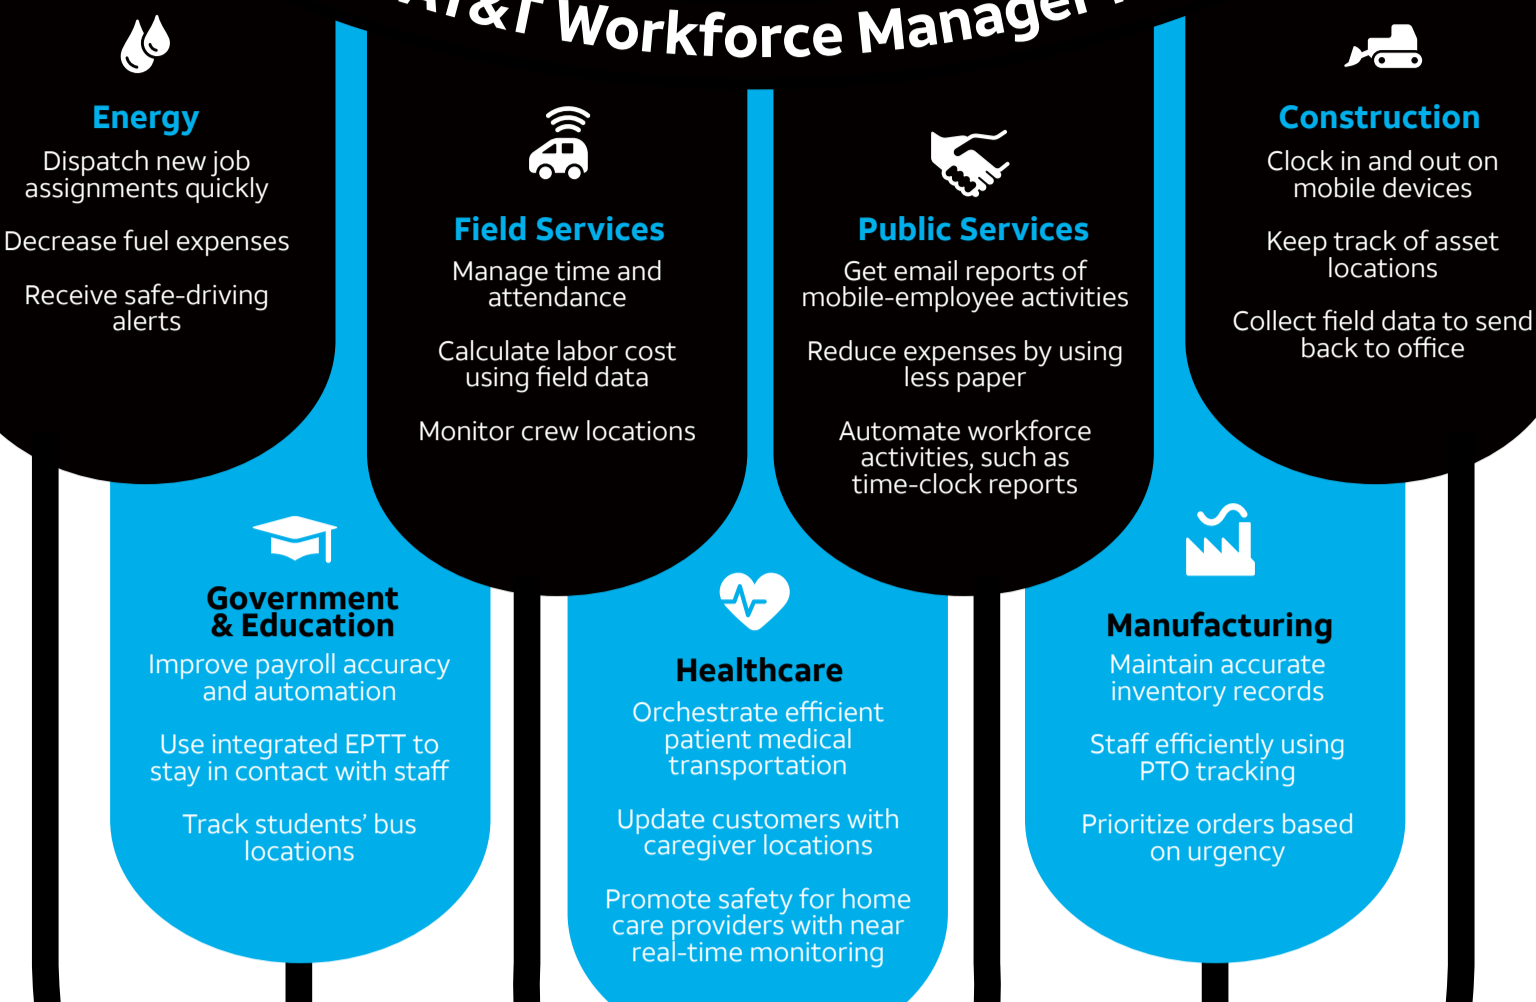 AT&T Workforce Manager
Energy
Dispatch new job
assignments quickly
Decrease fuel expenses
Receive safe-driving
alerts
Field Services
Manage time and
attendance
Calculate labor cost
using field data
Monitor crew locations
Public Services
Get email reports of
mobile-employee activities
Reduce expenses by using
less paper
Automate workforce
activities, such as
time-clock reports
Construction
Clock in and out on
mobile devices
Keep track of asset
locations
Collect field data to send
back to office
Government
& Education
Improve payroll accuracy
and automation
Use integrated EPTT to
stay in contact with staff
Track students’ bus
locations
Healthcare
Orchestrate efficient
patient medical
transportation
Update customers with
caregiver locations
Promote safety for home
care providers with near
real-time monitoring
Manufacturing
Maintain accurate
inventory records
Staff efficiently using
PTO tracking
Prioritize orders based
on urgency